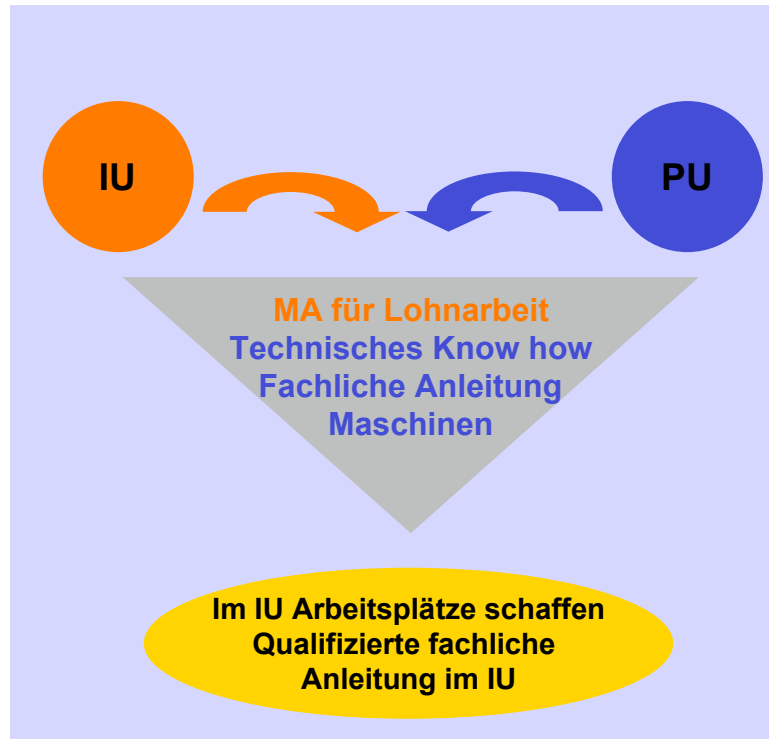 IU
PU
MA für Lohnarbeit
Technisches Know how
Fachliche Anleitung
Maschinen
Im IU Arbeitsplätze schaffen
Qualifizierte fachliche
Anleitung im IU